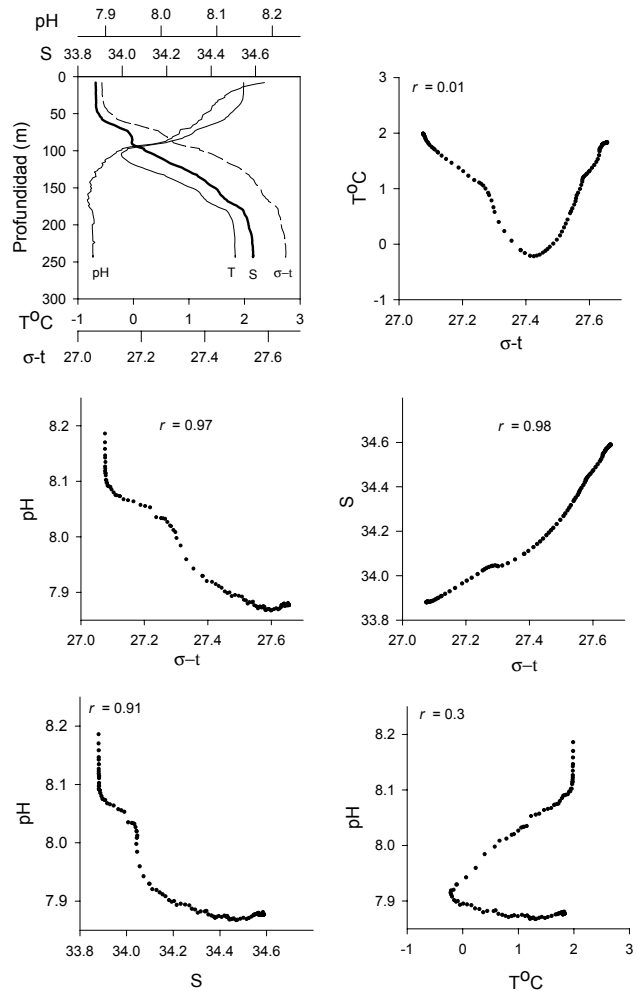 pH
7.9 8.0 8.1 8.2
S
33.8 34.0 34.2 34.4 34.6
0
50
100
150
200
250
300
Profundidad (m)
pH T S σ–t
-1 0 1 2 3
TºC
σ-t
27.0 27.2 27.4 27.6
r = 0.01
3
2
1
0
-1
TºC
27.0 27.2 27.4 27.6
σ-t
r = 0.97
8.2
8.1
8.0
7.9
pH
27.0 27.2 27.4 27.6
σ–t
r = 0.98
34.6
34.4
34.2
34.0
33.8
S
27.0 27.2 27.4 27.6
σ–t
r = 0.91
8.2
8.1
8.0
7.9
pH
33.8 34.0 34.2 34.4 34.6
S
r = 0.3
8.2
8.1
8.0
7.9
pH
-1 0 1 2 3
TºC